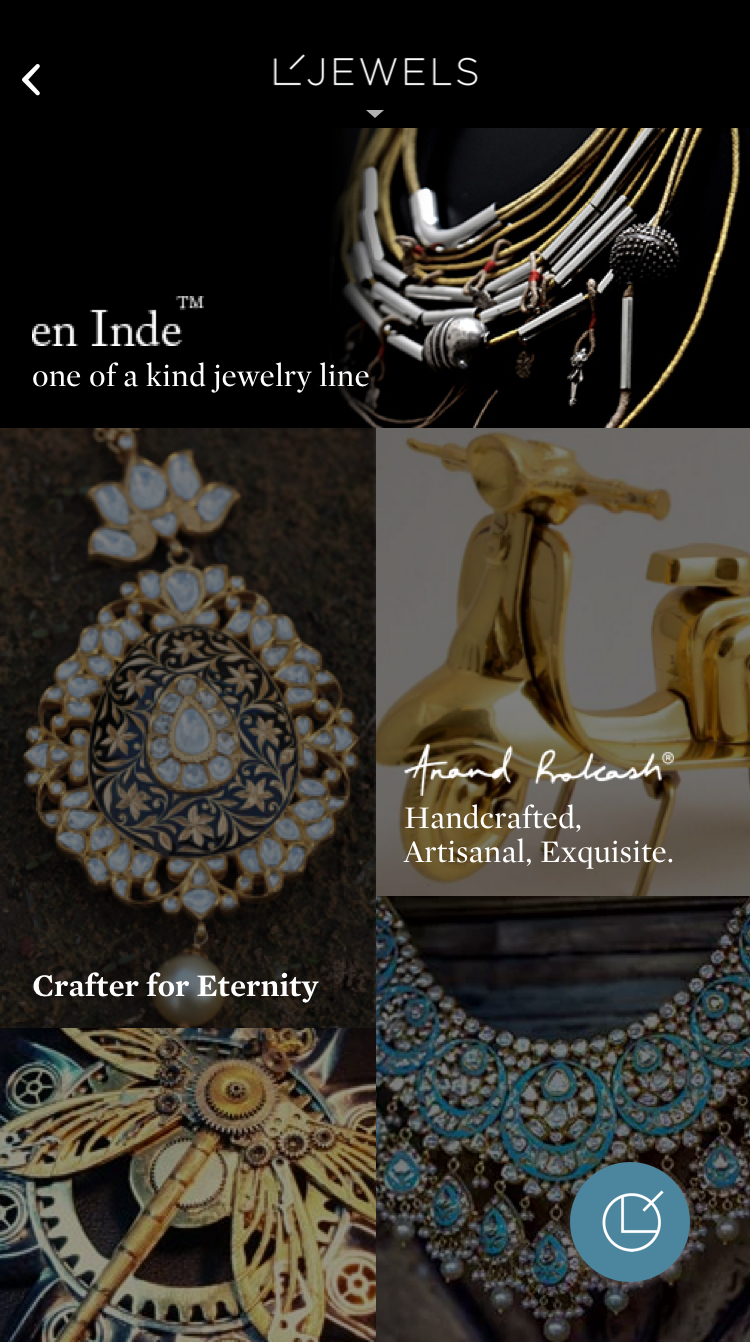 L'JEWELS
en Inde™
one of a kind jewelry line
Anand Prakash®
Handcrafted,
Artisanal, Exquisite.
Crafter for Eternity